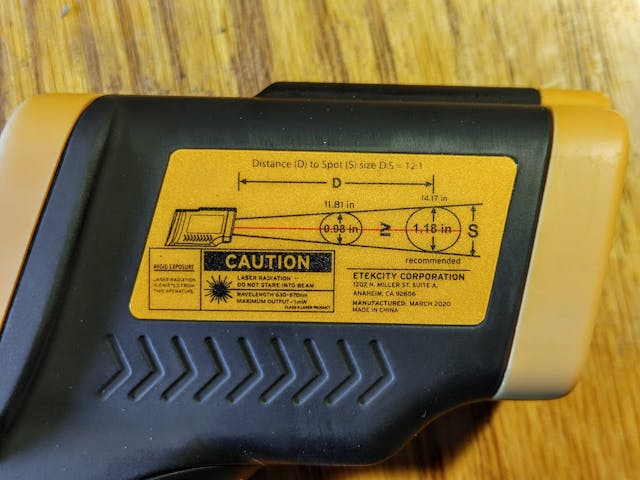 Distance (D) to Spot (S) size D:S = 12:1
D
11.81 in
14.17 in
0.98 in
≥
1.18 in
S
recommended
AVOID EXPOSURE
LASER RADIATION
IS EMITTED FROM
THIS APERATURE.
CAUTION
LASER RADIATION
DO NOT STARE INTO BEAM
WAVELENGTH 630-670nm
MAXIMUM OUTPUT <1mW
CLASS II LASER PRODUCT
ETEKCITY CORPORATION
1202 N. MILLER ST. SUITE A,
ANAHEIM, CA 92806
MANUFACTURED: MARCH 2020
MADE IN CHINA